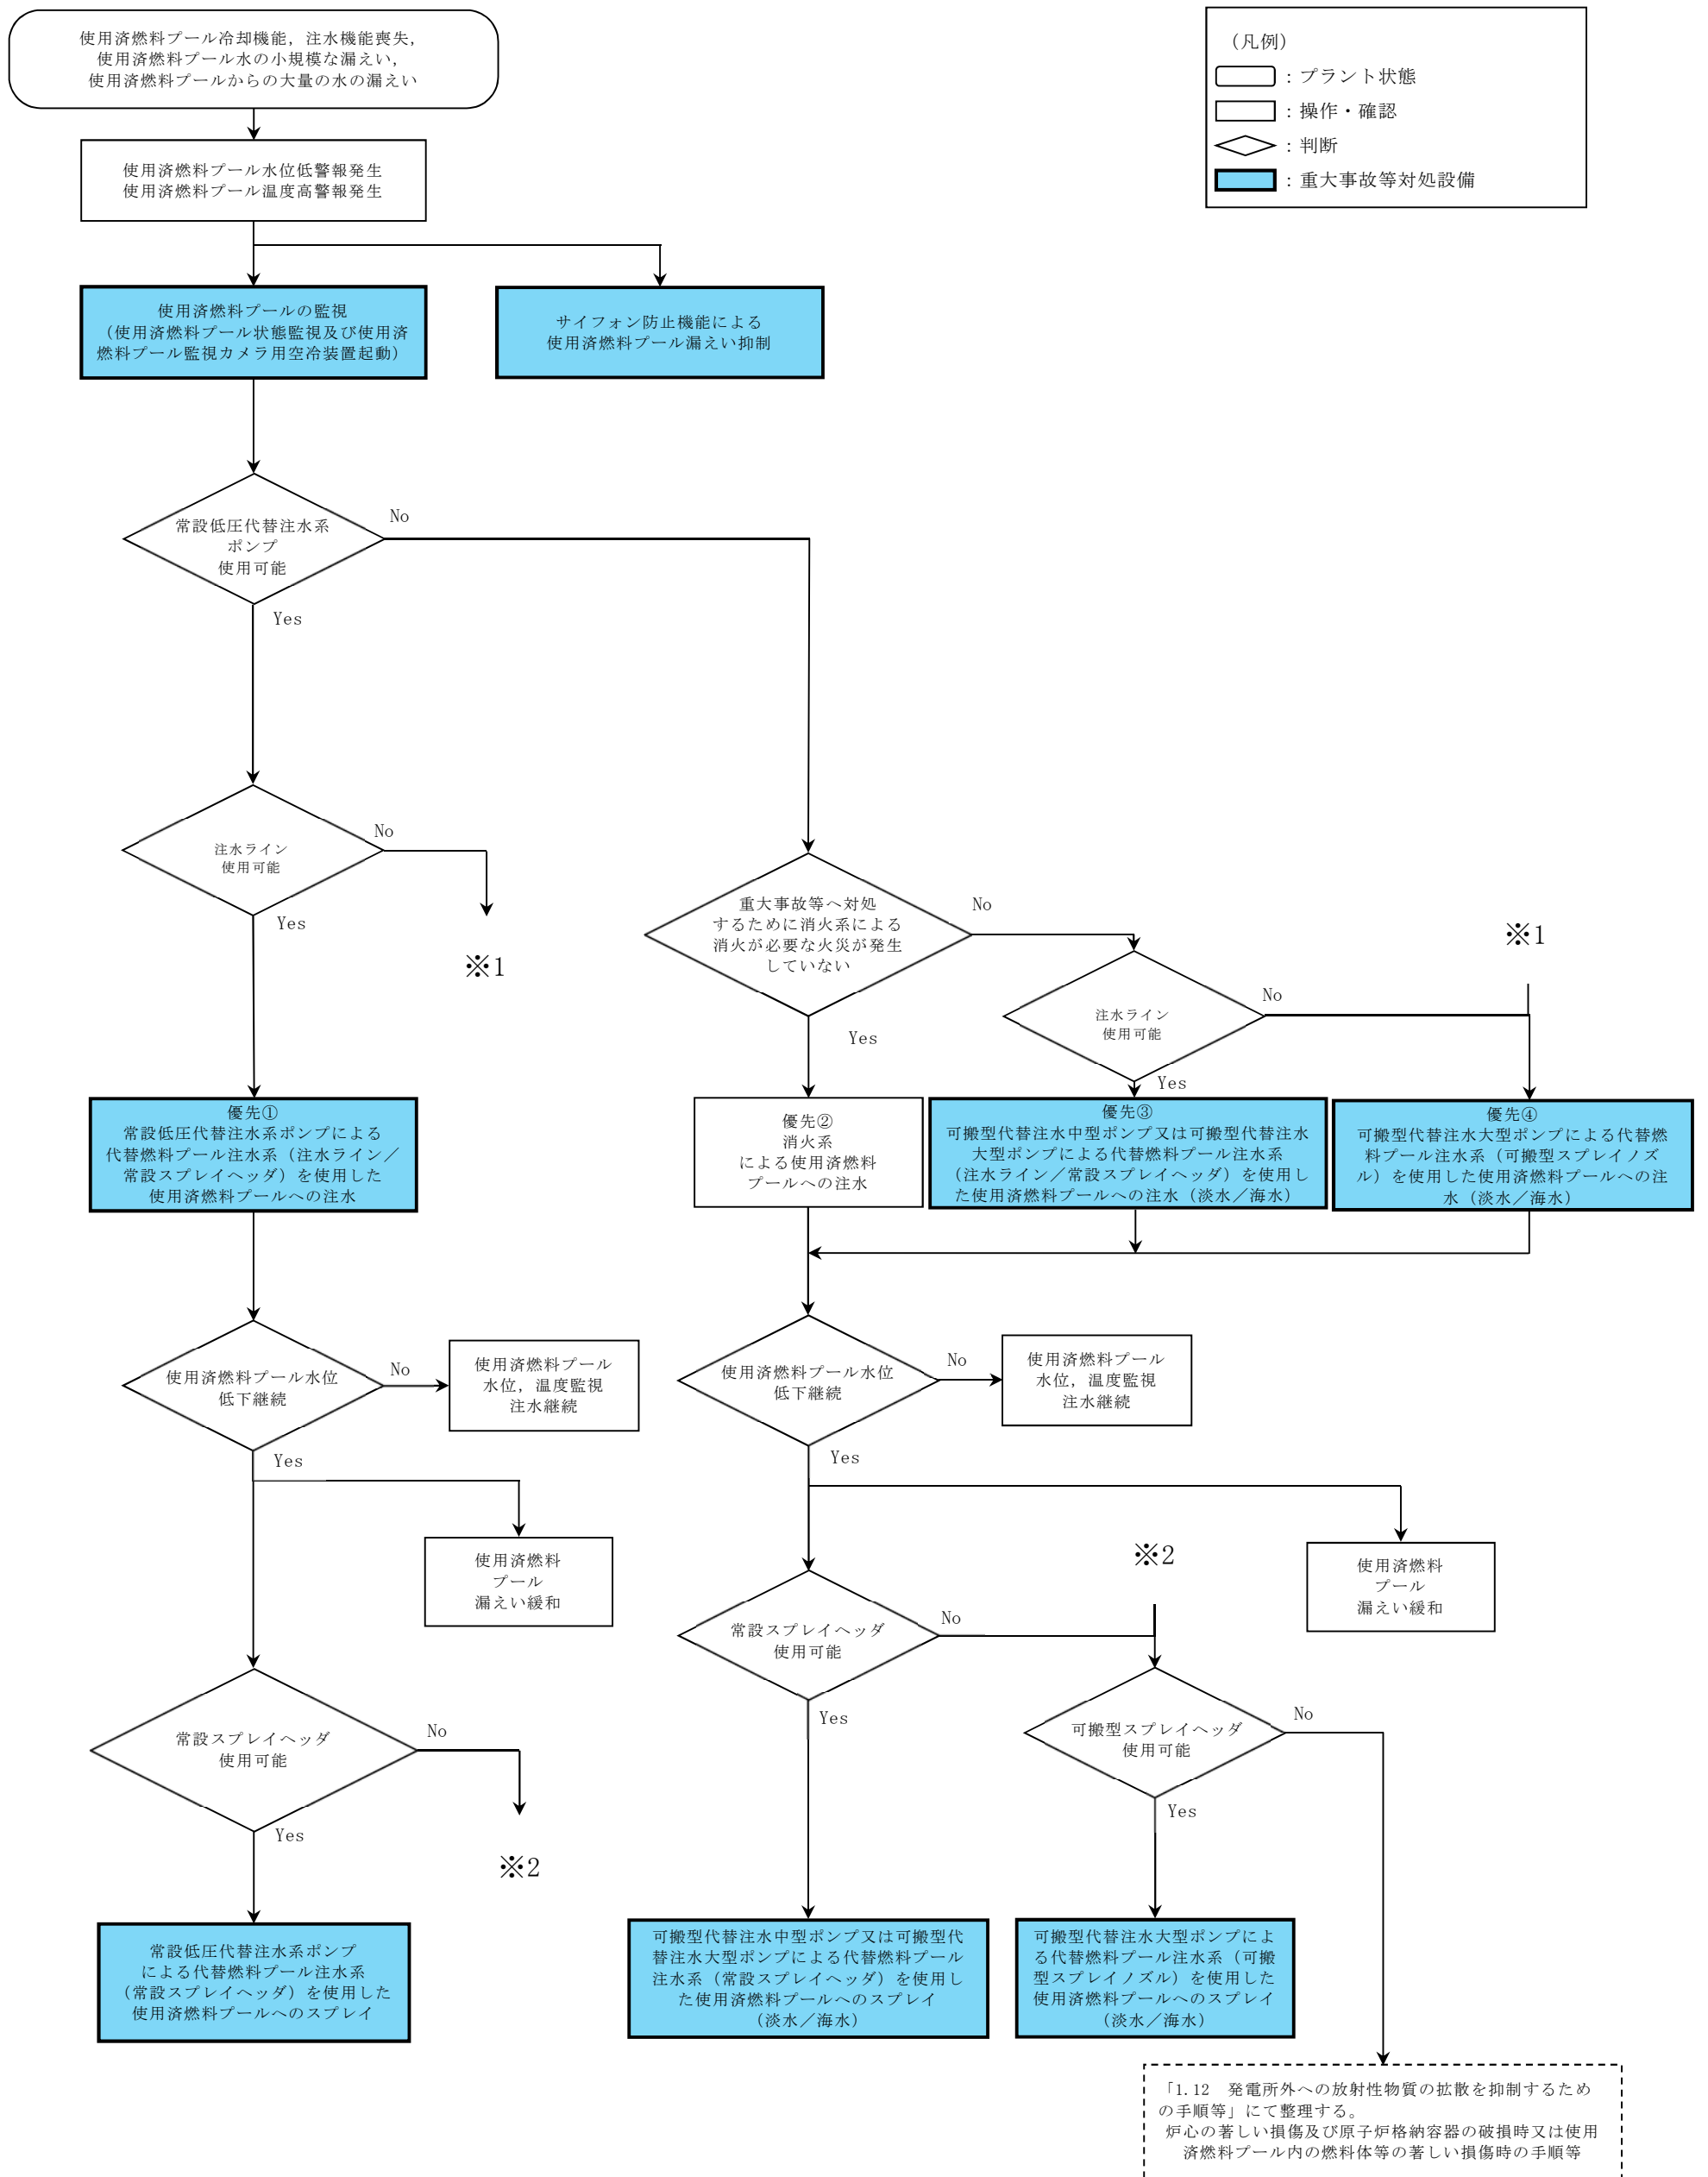 使用済燃料プール冷却機能，注水機能喪失，
使用済燃料プール水の小規模な漏えい，
使用済燃料プールからの大量の水の漏えい
（凡例）
：プラント状態
：操作・確認
：判断
：重大事故等対処設備
使用済燃料プール水位低警報発生
使用済燃料プール温度高警報発生
使用済燃料プールの監視
（使用済燃料プール状態監視及び使用済
燃料プール監視カメラ用空冷装置起動）
サイフォン防止機能による
使用済燃料プール漏えい抑制
常設低圧代替注水系
ポンプ
使用可能
No
Yes
注水ライン
使用可能
No
Yes
※1
重大事故等へ対処
するために消火系による
消火が必要な火災が発生
していない
No
Yes
注水ライン
使用可能
No
Yes
※1
優先①
常設低圧代替注水系ポンプによる
代替燃料プール注水系（注水ライン／
常設スプレイヘッダ）を使用した
使用済燃料プールへの注水
優先②
消火系
による使用済燃料
プールへの注水
優先③
可搬型代替注水中型ポンプ又は可搬型代替注水
大型ポンプによる代替燃料プール注水系
（注水ライン／常設スプレイヘッダ）を使用し
た使用済燃料プールへの注水（淡水／海水）
優先④
可搬型代替注水大型ポンプによる代替燃
料プール注水系（可搬型スプレイノズ
ル）を使用した使用済燃料プールへの注
水（淡水／海水）
使用済燃料プール水位
低下継続
No
Yes
使用済燃料プール
水位，温度監視
注水継続
使用済燃料プール水位
低下継続
No
Yes
使用済燃料プール
水位，温度監視
注水継続
使用済燃料
プール
漏えい緩和
使用済燃料
プール
漏えい緩和
常設スプレイヘッダ
使用可能
No
Yes
※2
常設スプレイヘッダ
使用可能
No
Yes
※2
可搬型スプレイヘッダ
使用可能
No
Yes
常設低圧代替注水系ポンプ
による代替燃料プール注水系
（常設スプレイヘッダ）を使用した
使用済燃料プールへのスプレイ
可搬型代替注水中型ポンプ又は可搬型代
替注水大型ポンプによる代替燃料プール
注水系（常設スプレイヘッダ）を使用し
た使用済燃料プールへのスプレイ
（淡水／海水）
可搬型代替注水大型ポンプによ
る代替燃料プール注水系（可搬
型スプレイノズル）を使用した
使用済燃料プールへのスプレイ
（淡水／海水）
「1.12　発電所外への放射性物質の拡散を抑制するため
の手順等」にて整理する。
炉心の著しい損傷及び原子炉格納容器の破損時又は使用
済燃料プール内の燃料体等の著しい損傷時の手順等